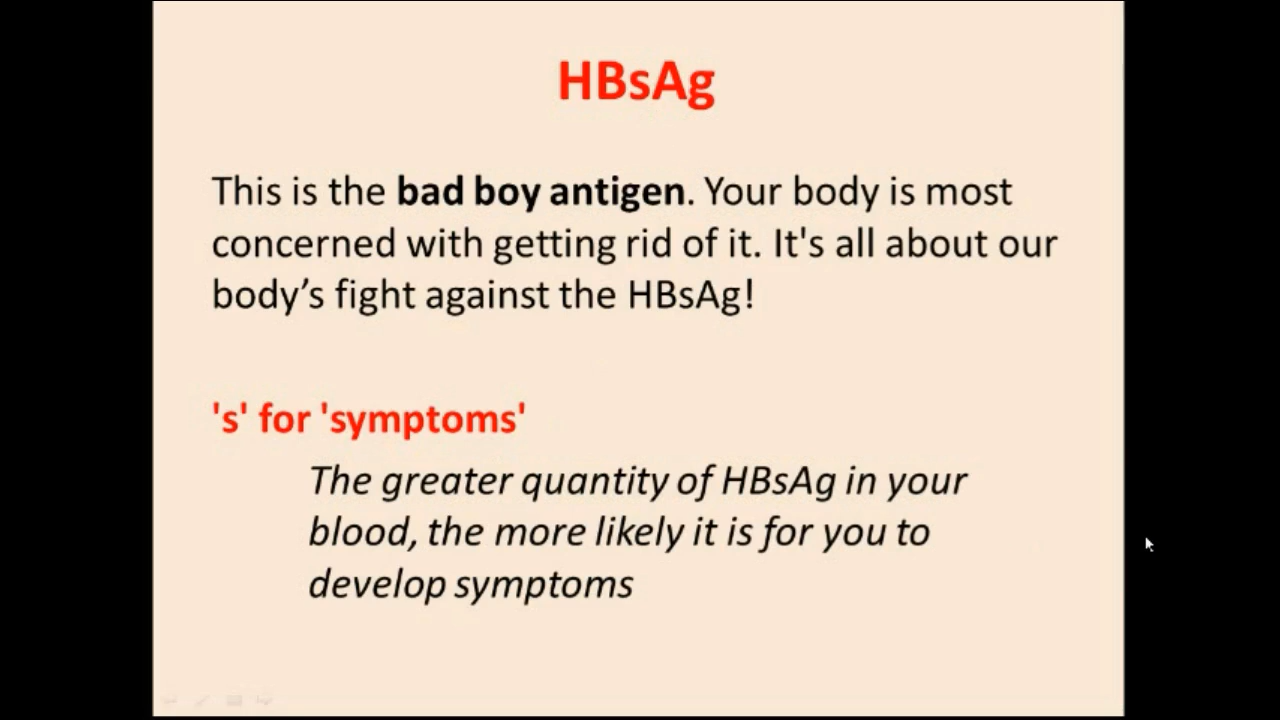 HBsAg
This is the bad boy antigen. Your body is most
concerned with getting rid of it. It's all about our
body’s fight against the HBsAg!
's' for 'symptoms'
The greater quantity of HBsAg in your
blood, the more likely it is for you to
develop symptoms